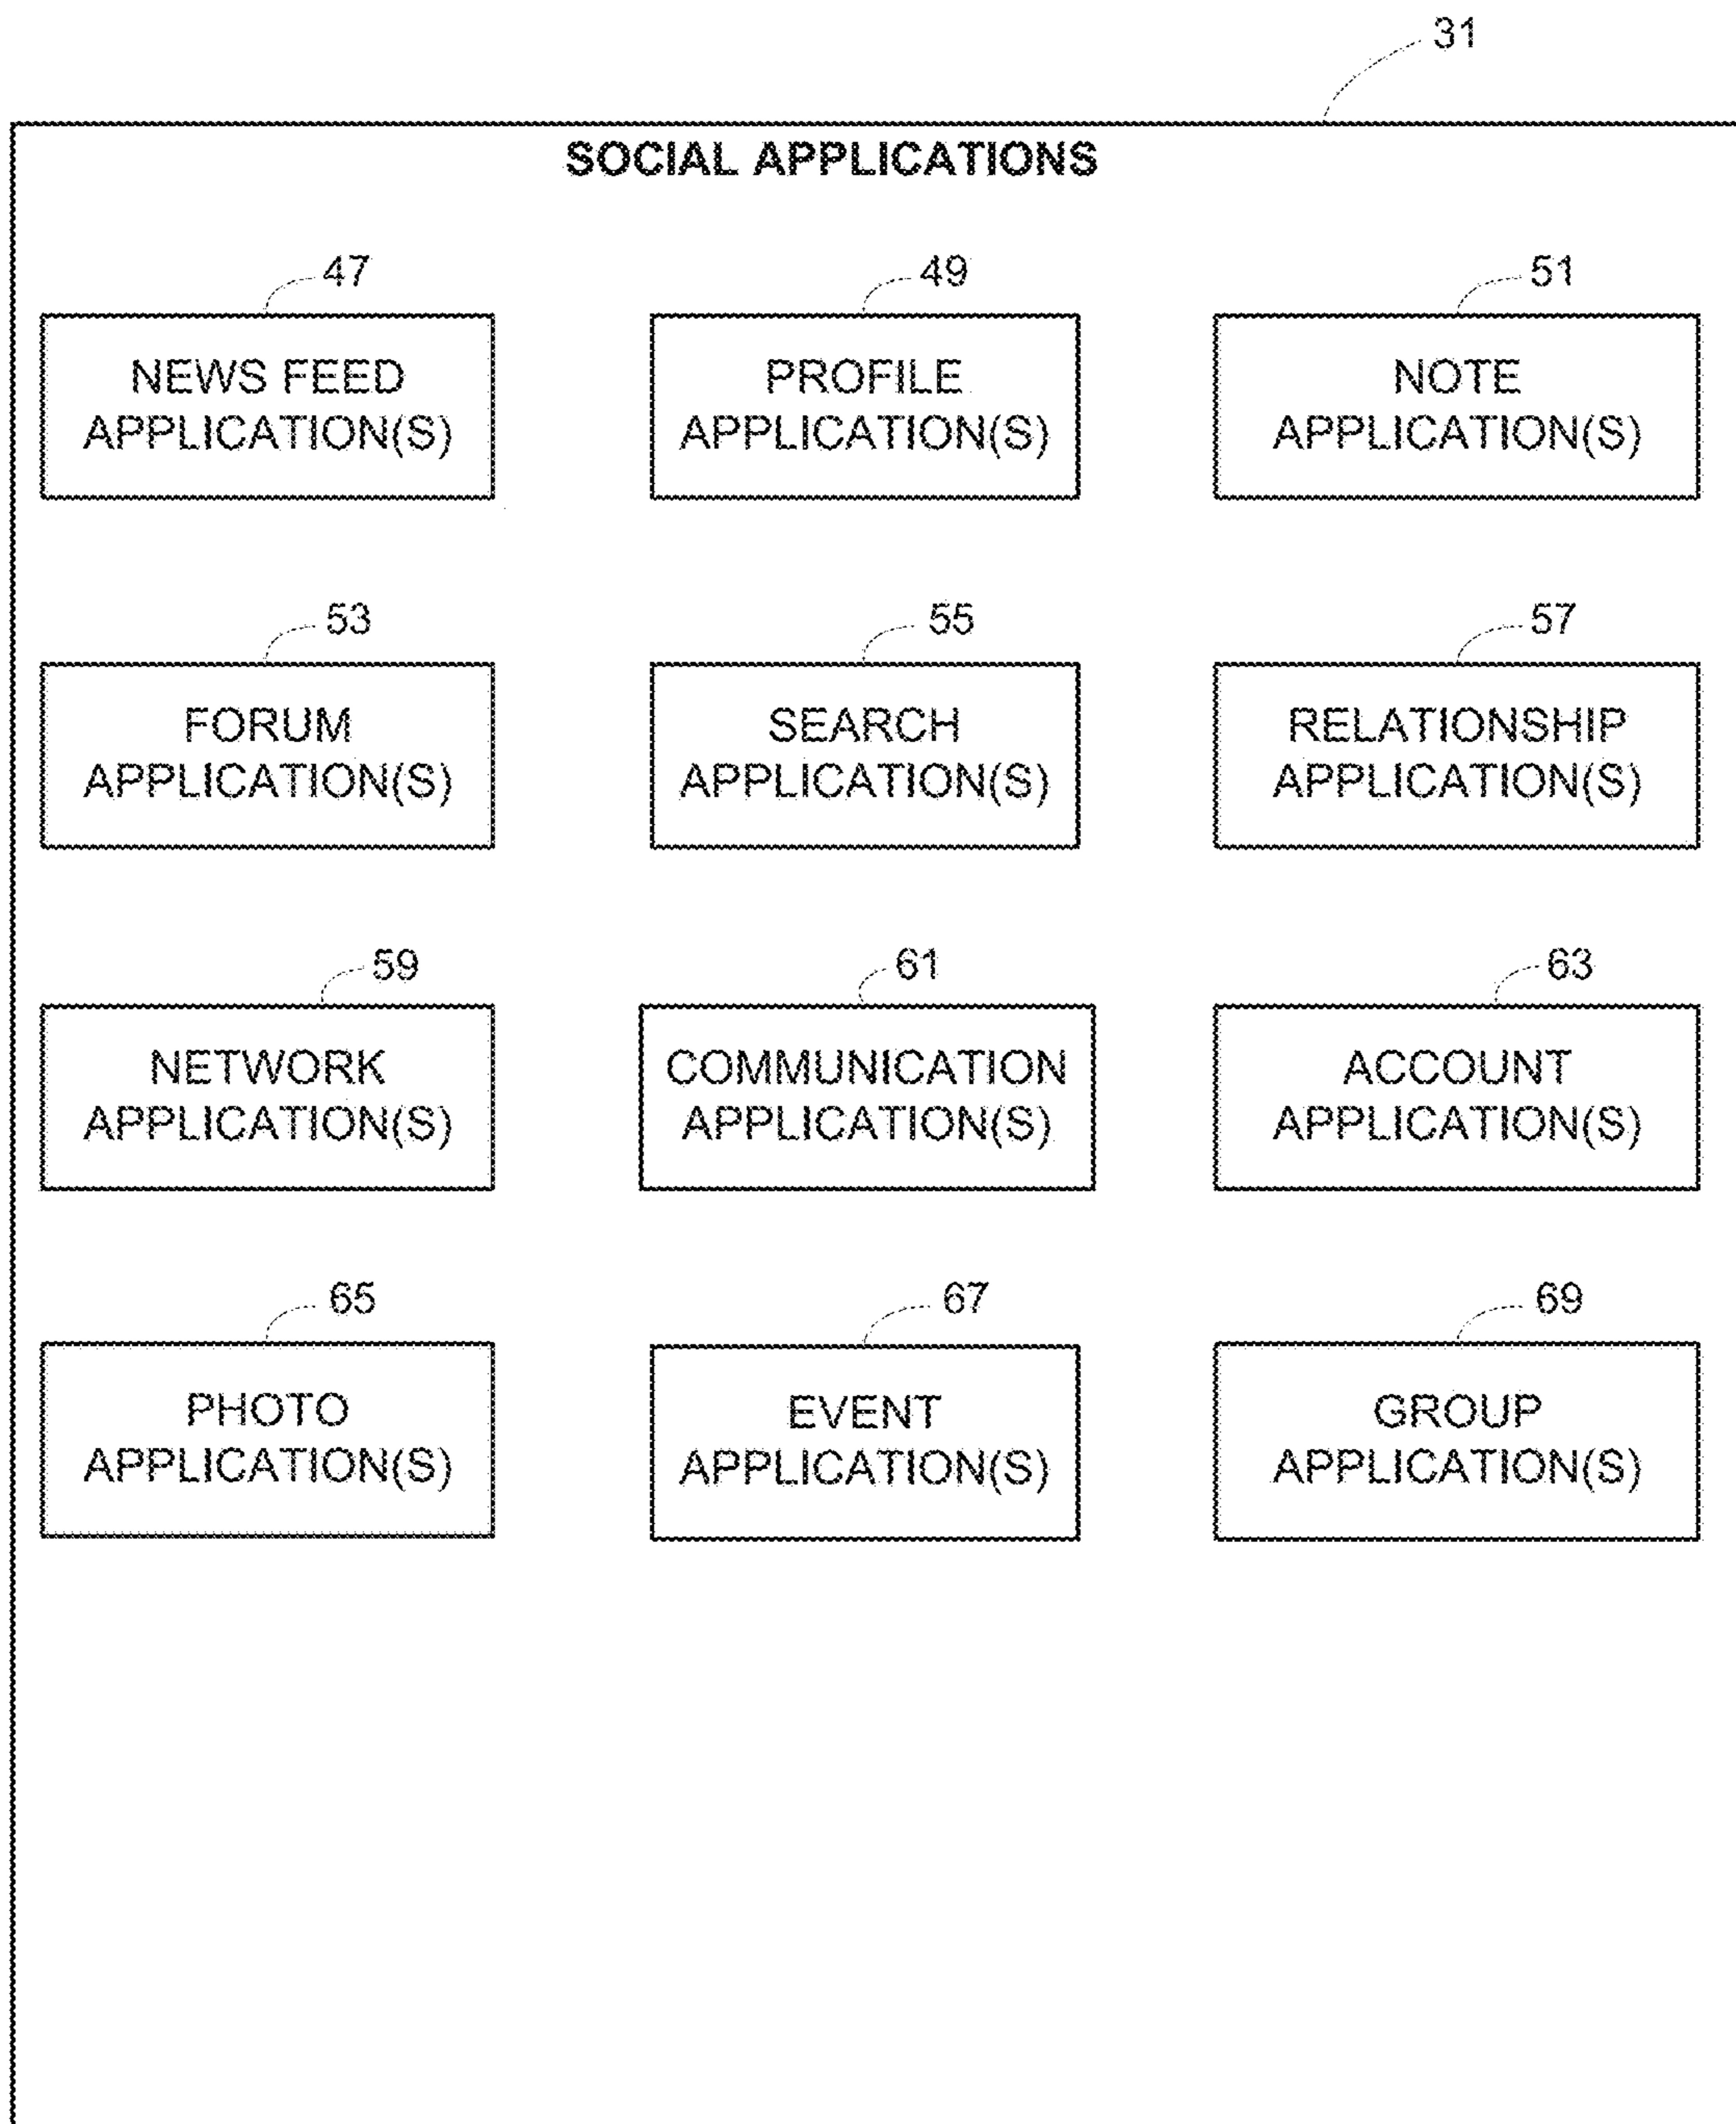 31
SOCIAL APPLICATIONS
47
NEWS FEED
APPLICATION(S)
49
PROFILE
APPLICATION(S)
51
NOTE
APPLICATION(S)
53
FORUM
APPLICATION(S)
55
SEARCH
APPLICATION(S)
57
RELATIONSHIP
APPLICATION(S)
59
NETWORK
APPLICATION(S)
61
COMMUNICATION
APPLICATION(S)
63
ACCOUNT
APPLICATION(S)
65
PHOTO
APPLICATION(S)
67
EVENT
APPLICATION(S)
69
GROUP
APPLICATION(S)